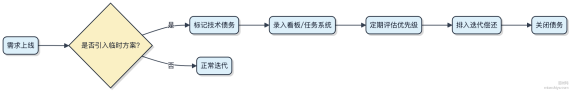 需求上线
是否引入临时方案?
是
标记技术债务
录入看板/任务系统
定期评估优先级
排入迭代偿还
关闭债务
否
正常迭代